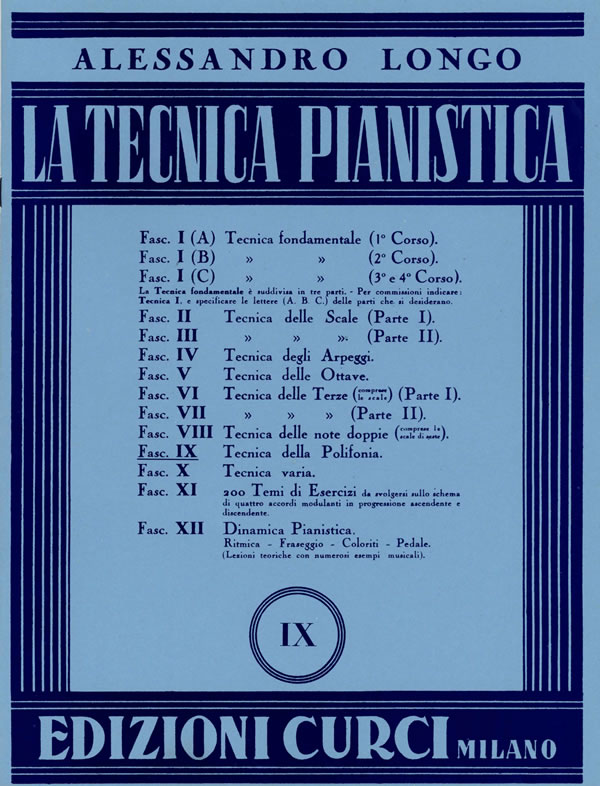 ALESSANDRO LONGO
LA TECNICA PIANISTICA
Fasc. I (A) Tecnica fondamentale (1º Corso).
Fasc. I (B) » » (2º Corso).
Fasc. I (C) » » (3º e 4º Corso).
La Tecnica fondamentale è suddivisa in tre parti. - Per commissioni indicare:
Tecnica I. e specificare le lettere (A. B. C.) delle parti che si desiderano.
Fasc. II Tecnica delle Scale (Parte I).
Fasc. III » » » (Parte II).
Fasc. IV Tecnica degli Arpeggi.
Fasc. V Tecnica delle Ottave.
Fasc. VI Tecnica delle Terze (comprese le scale) (Parte I).
Fasc. VII » » » (Parte II).
Fasc. VIII Tecnica delle note doppie (comprese le scale di seste).
Fasc. IX Tecnica della Polifonia.
Fasc. X Tecnica varia.
Fasc. XI 200 Temi di Esercizi da svolgersi sullo schema
di quattro accordi modulanti in progressione ascendente e
discendente.
Fasc. XII Dinamica Pianistica.
Ritmica - Fraseggio - Coloriti - Pedale.
(Lezioni teoriche con numerosi esempi musicali).
IX
EDIZIONI CURCI MILANO